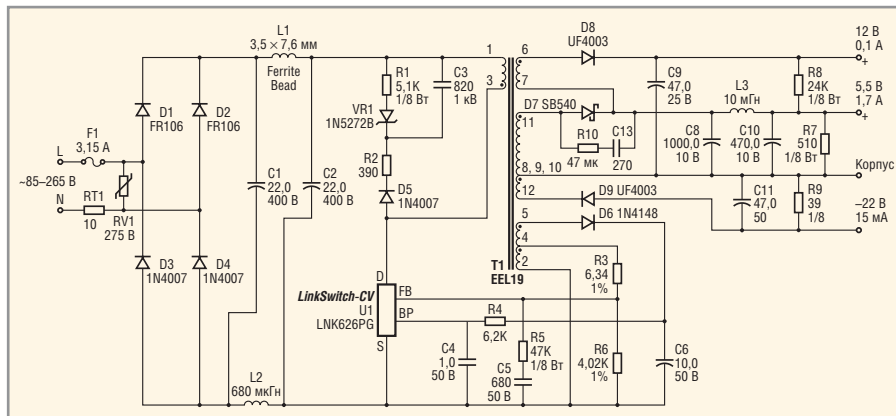 L1
3,5 × 7,6 мм
Ferrite
Bead
D1
FR106
D2
FR106
F1
3,15 А
L
~85–265 В
N
RT1
10
RV1
275 В
D3
1N4007
D4
1N4007
C1
22,0
400 В
C2
22,0
400 В
L2
680 мкГн
R1
5,1K
1/8 Вт
C3
820
1 кВ
VR1
1N5272B
R2
390
D5
1N4007
1
3
6
7
11
8, 9, 10
12
5
4
2
T1
EEL19
D8
UF4003
D7 SB540
R10
47 мк
C13
270
D9 UF4003
D6 1N4148
C9
47,0
25 В
C8
1000,0
10 В
L3
10 мГн
C10
470,0
10 В
R8
24K
1/8 Вт
R7
510
1/8 Вт
C11
47,0
50
R9
39
1/8
12 В
0,1 А
+
5,5 В
1,7 А
+
Корпус
–22 В
15 мА
LinkSwitch-CV
U1
LNK626PG
D
S
FB
BP
R4
6,2K
C4
1,0
50 В
R5
47K
1/8 Вт
C5
680
50 В
R3
6,34
1%
R6
4,02K
1%
C6
10,0
50 В